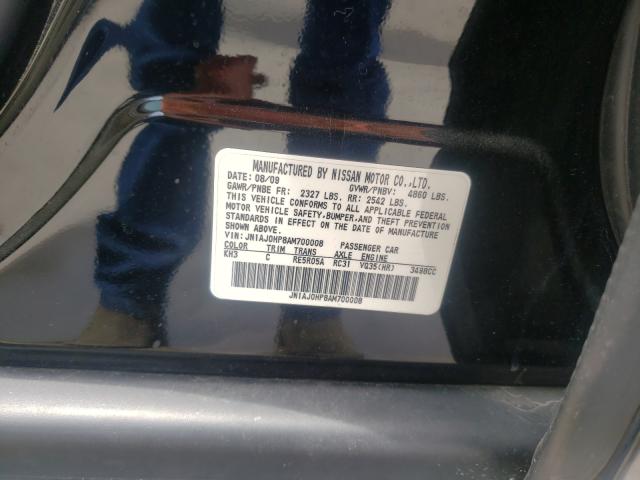 MANUFACTURED BY NISSAN MOTOR CO.,LTD.
DATE: 08/09 GVWR/PNBV: 4860 LBS.
GAWR/PNBE FR: 2327 LBS. RR: 2542 LBS.
THIS VEHICLE CONFORMS TO ALL APPLICABLE FEDERAL
MOTOR VEHICLE SAFETY,BUMPER,AND THEFT PREVENTION
STANDARDS IN EFFECT ON THE DATE OF MANUFACTURE
SHOWN ABOVE.
VIN: JN1AJ0HP8AM700008 PASSENGER CAR
COLOR TRIM TRANS AXLE ENGINE
KH3 C RE5R05A RC31 VQ35(HR) 3498CC
JN1AJ0HP8AM700008